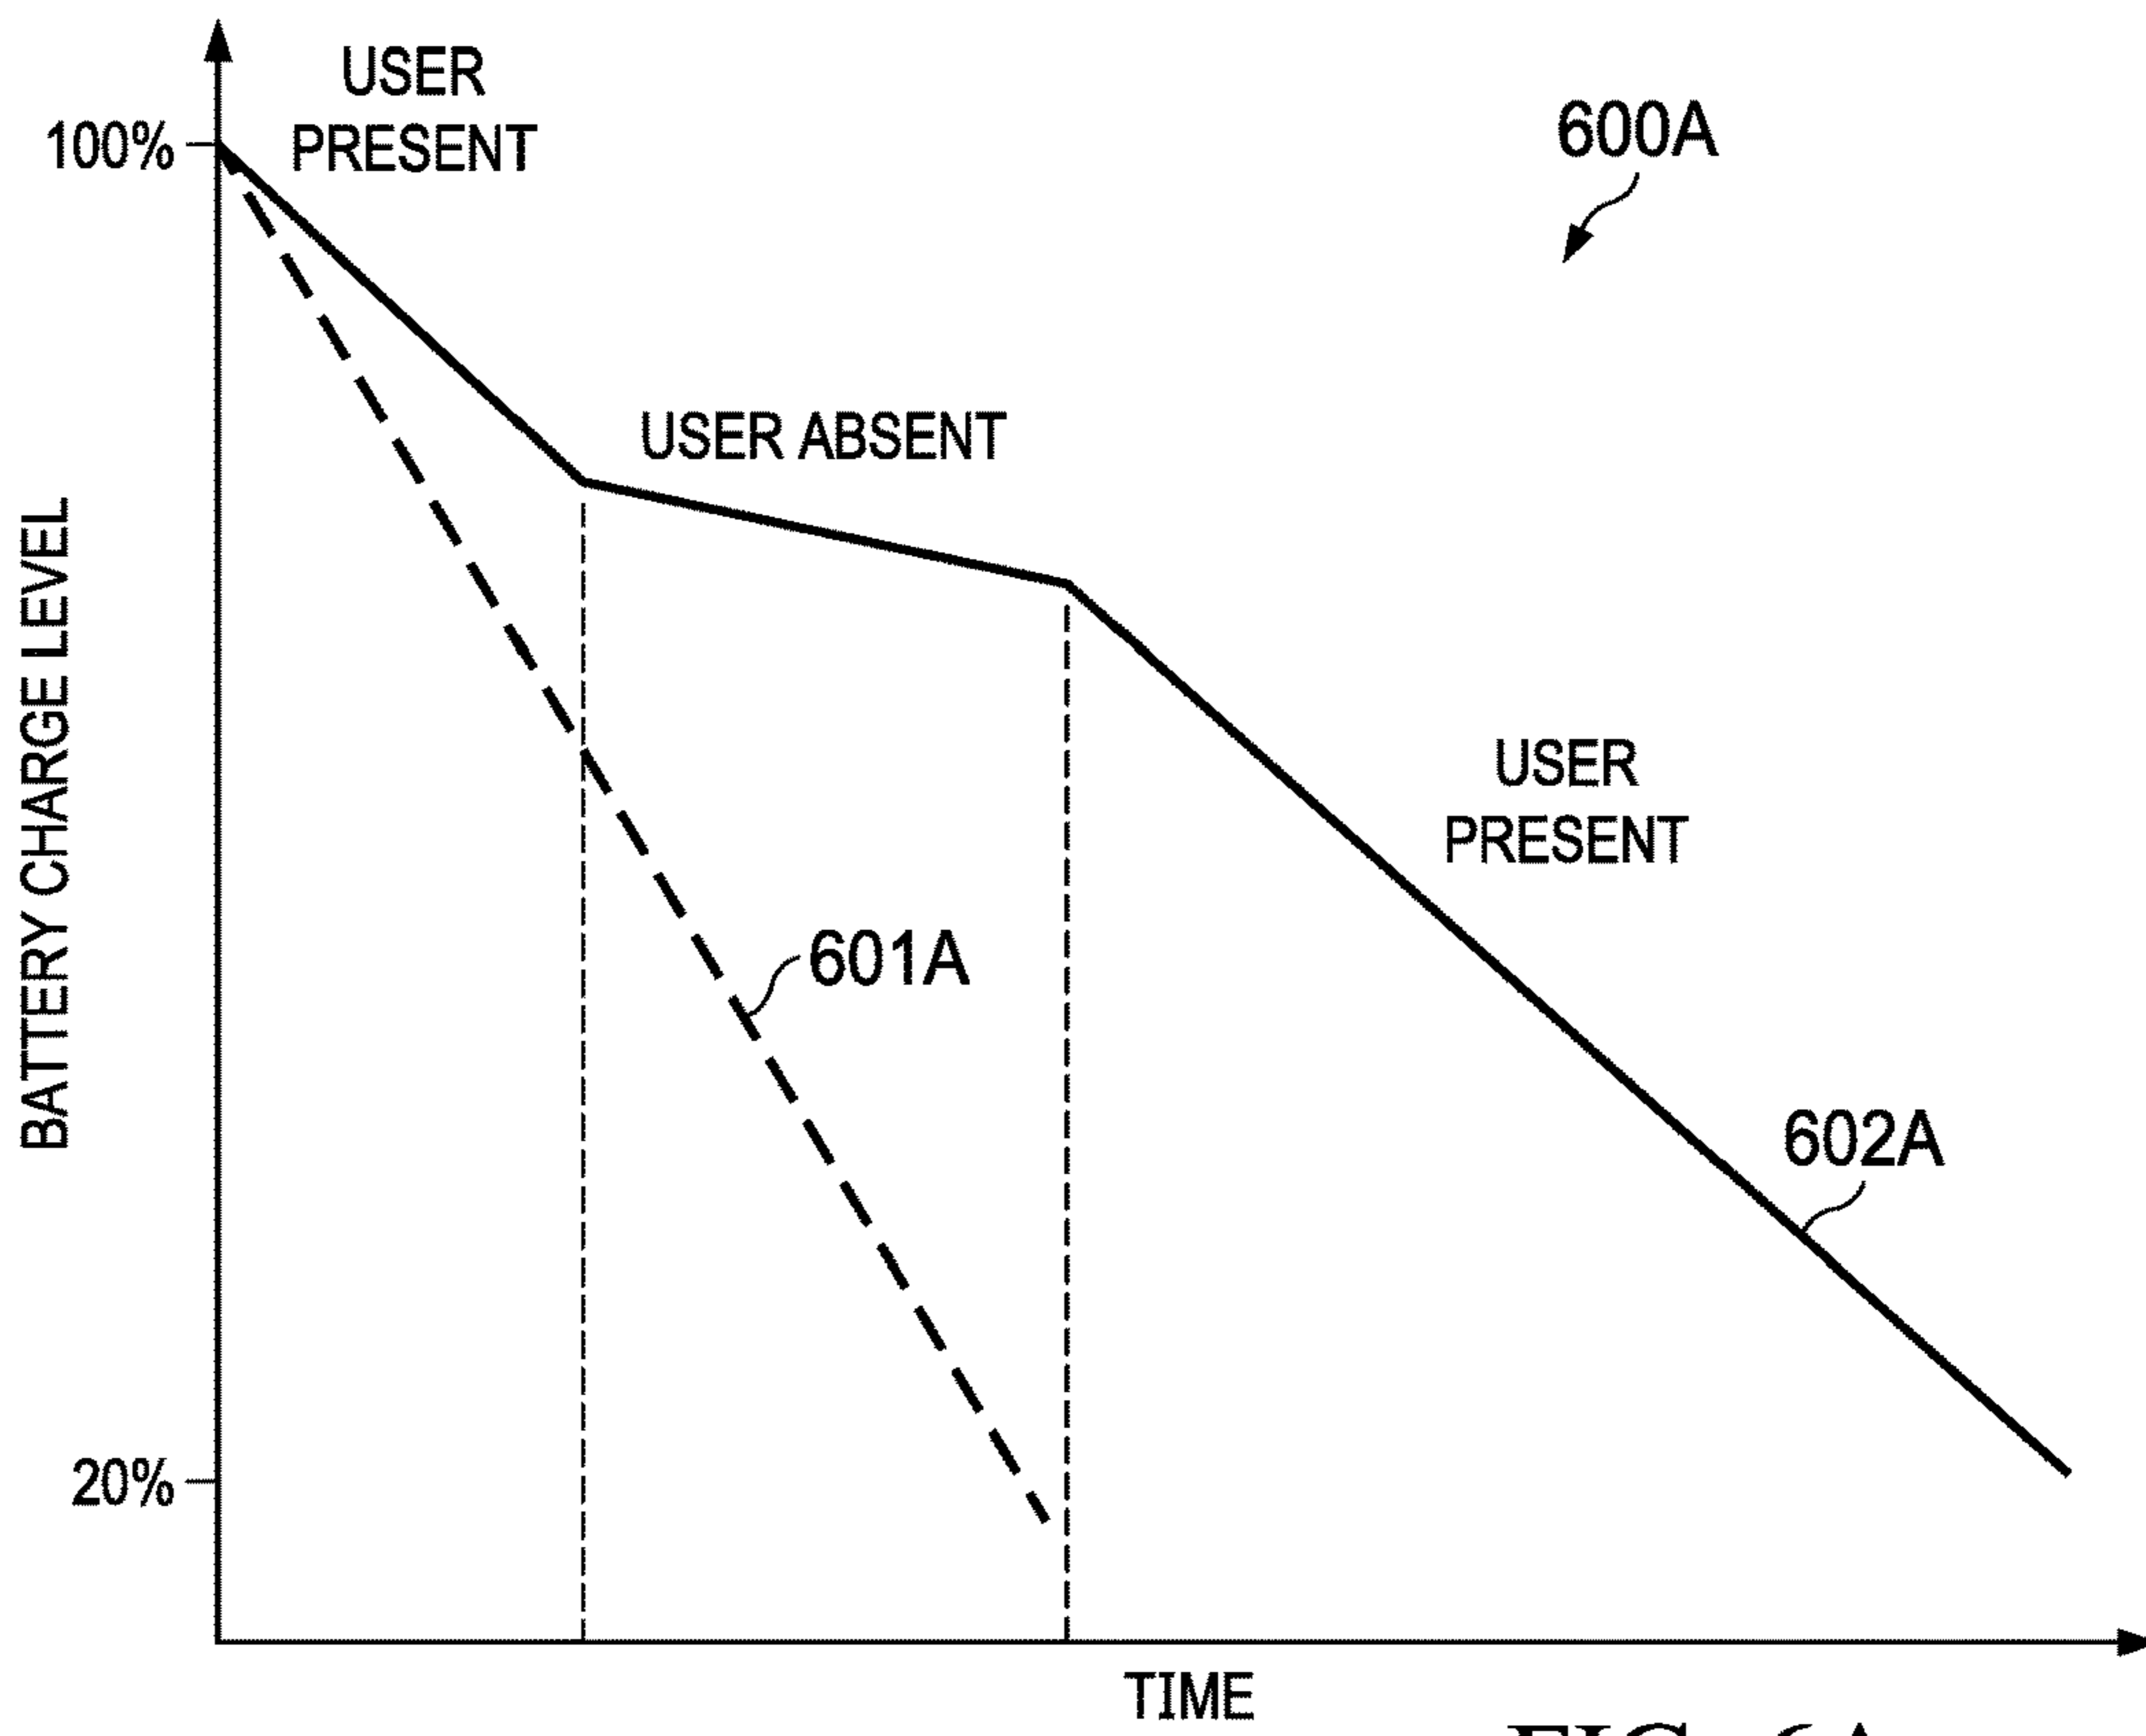 USER
PRESENT
100%
600A
USER ABSENT
BATTERY CHARGE LEVEL
USER
PRESENT
601A
602A
20%
TIME